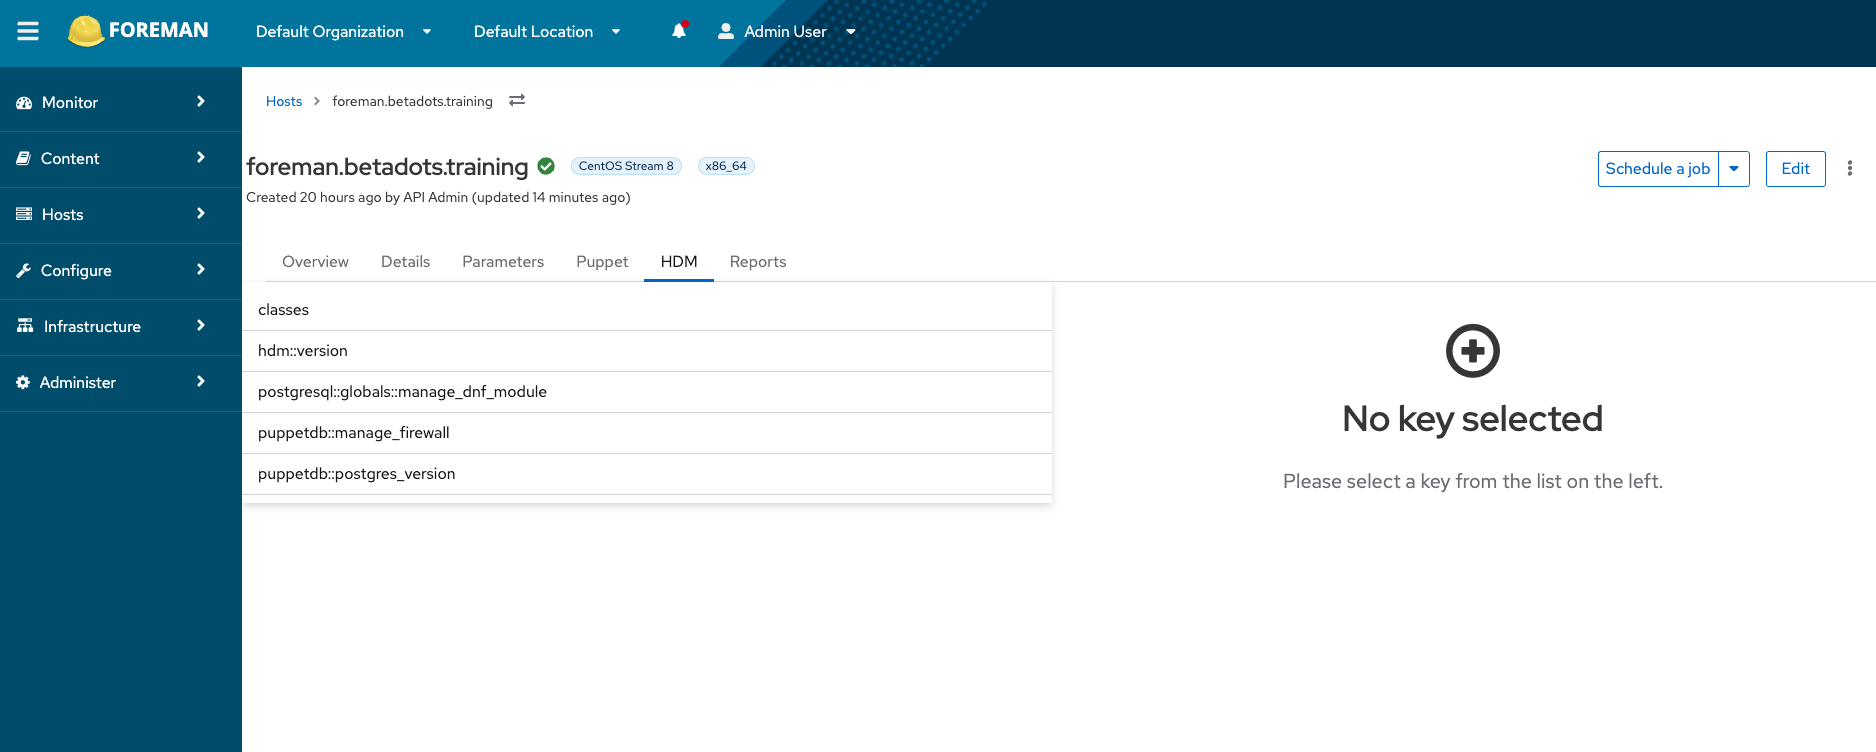 FOREMAN Default Organization Default Location Admin User
Monitor
Content
Hosts
Configure
Infrastructure
Administer
Hosts foreman.betadots.training
foreman.betadots.training CentOS Stream 8 x86_64
Schedule a job Edit
Created 20 hours ago by API Admin (updated 14 minutes ago)
Overview Details Parameters Puppet HDM Reports
classes
hdm::version
postgresql::globals::manage_dnf_module
puppetdb::manage_firewall
puppetdb::postgres_version
No key selected
Please select a key from the list on the left.